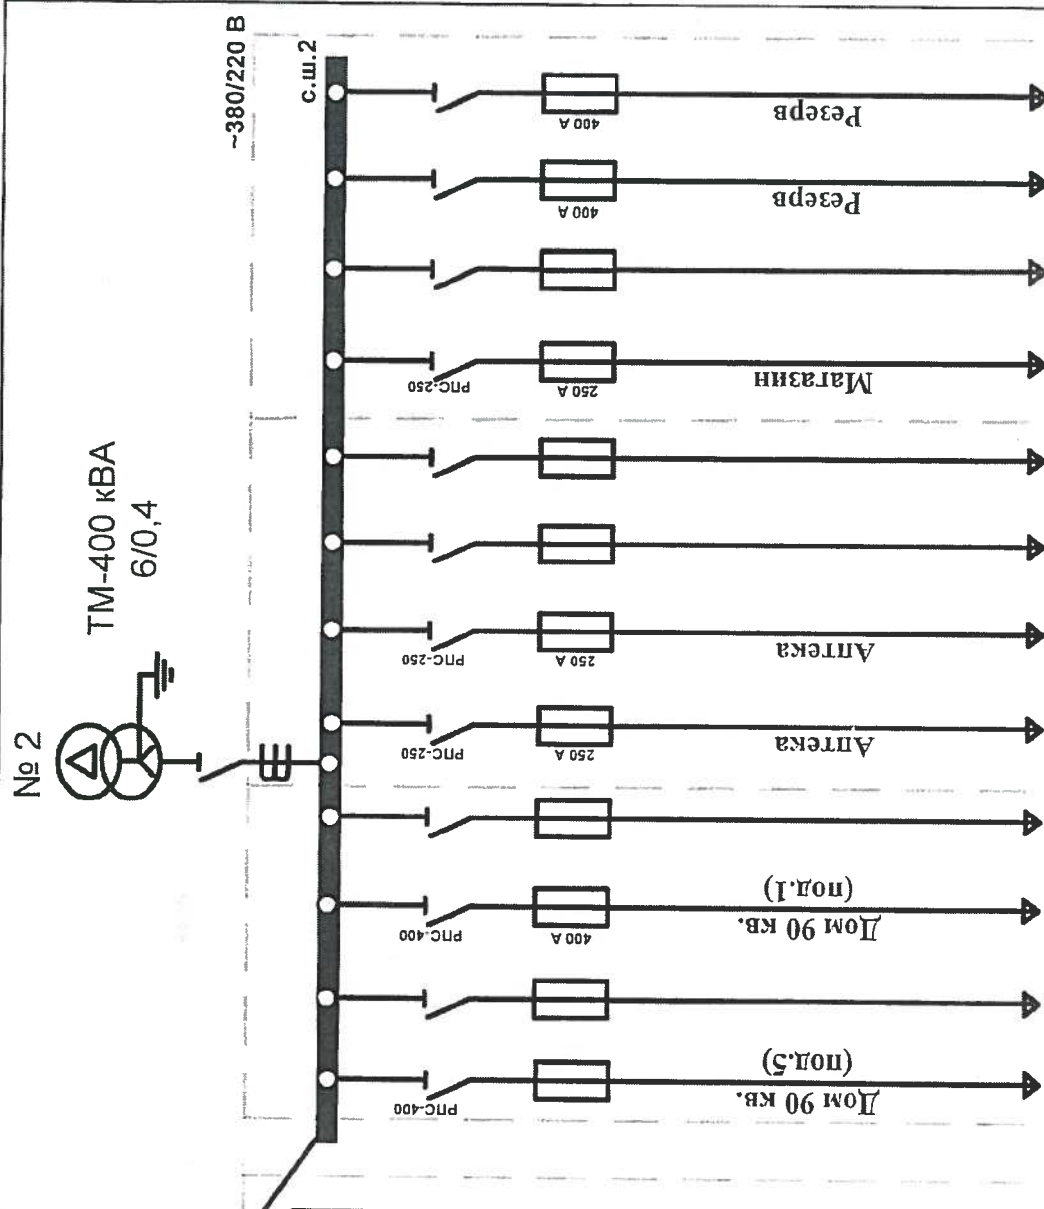 № 2
ТМ-400 кВА
6/0,4
~380/220 В
с.ш.2
400 А
Резерв
400 А
Резерв
РПС-250
250 А
Магазин
РПС-250
250 А
Аптека
РПС-250
250 А
Аптека
РПС-400
400 А
Дом 90 кв.
(под.1)
РПС-400
Дом 90 кв.
(под.5)